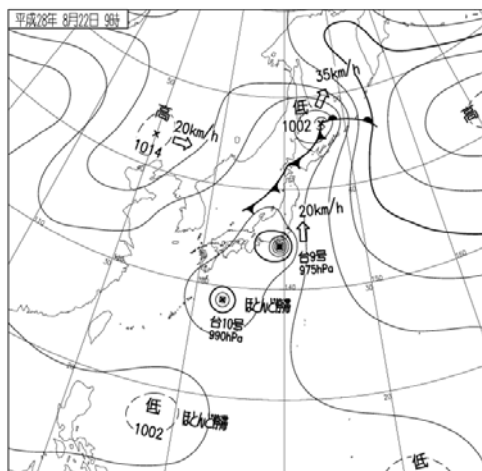 平成28年 8月22日 9時
35km/h
低
1002
高
20km/h
1014
高
20km/h
台9号
975hPa
ほとんど停滞
台10号
990hPa
140
低
ほとんど停滞
1002
低